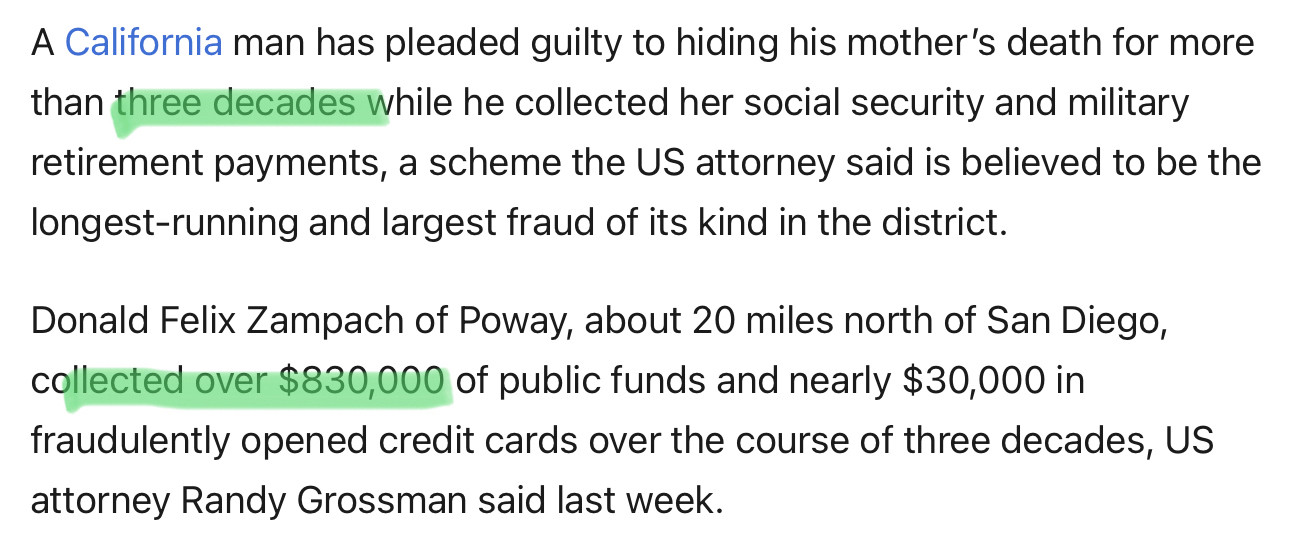 A California man has pleaded guilty to hiding his mother’s death for more
than three decades while he collected her social security and military
retirement payments, a scheme the US attorney said is believed to be the
longest-running and largest fraud of its kind in the district.
Donald Felix Zampach of Poway, about 20 miles north of San Diego,
collected over $830,000 of public funds and nearly $30,000 in
fraudulently opened credit cards over the course of three decades, US
attorney Randy Grossman said last week.